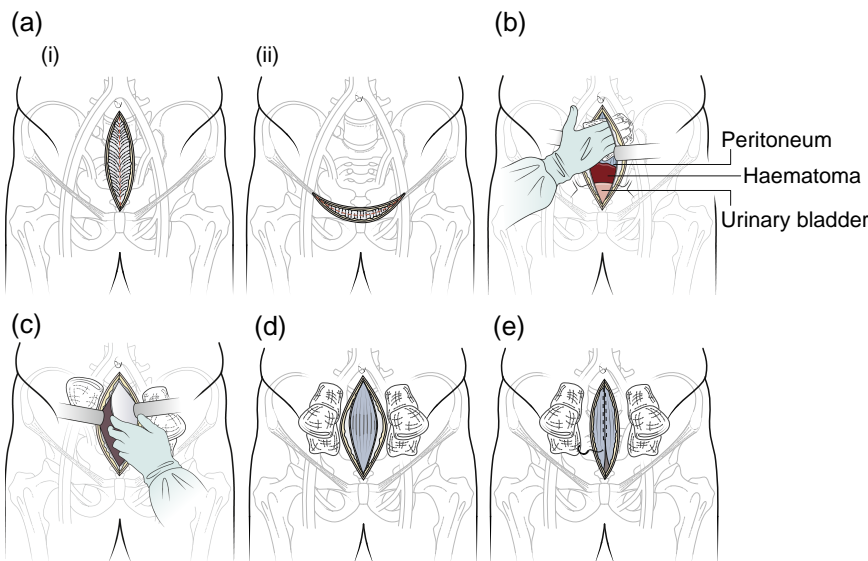 (a)
(i)
(ii)
(b)
Peritoneum
Haematoma
Urinary bladder
(c)
(d)
(e)